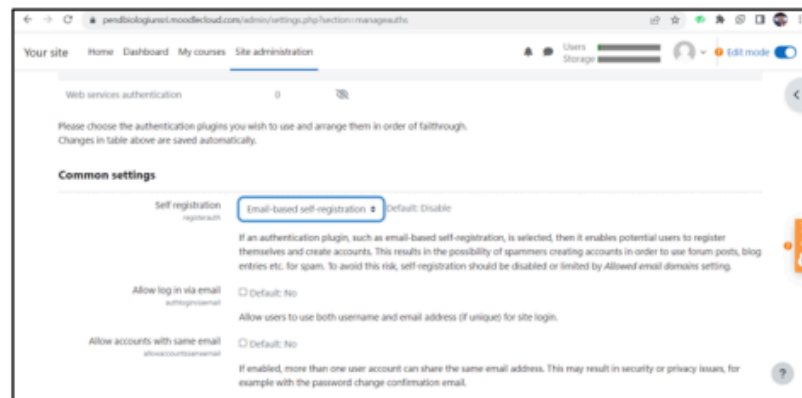 pendbiologiunsri.moodlecloud.com/admin/settings.php?section=manageauths
Your site Home Dashboard My courses Site administration Users Storage Edit mode
Web services authentication 0
Please choose the authentication plugins you wish to use and arrange them in order of failthrough.
Changes in table above are saved automatically.
Common settings
Self registration Email-based self-registration Default: Disable
registerauth
If an authentication plugin, such as email-based self-registration, is selected, then it enables potential users to register
themselves and create accounts. This results in the possibility of spammers creating accounts in order to use forum posts, blog
entries etc. for spam. To avoid this risk, self-registration should be disabled or limited by Allowed email domains setting.
Allow log in via email Default: No
authloginviaemail
Allow users to use both username and email address (if unique) for site login.
Allow accounts with same email Default: No
allowaccountssameemail
If enabled, more than one user account can share the same email address. This may result in security or privacy issues, for
example with the password change confirmation email.
?